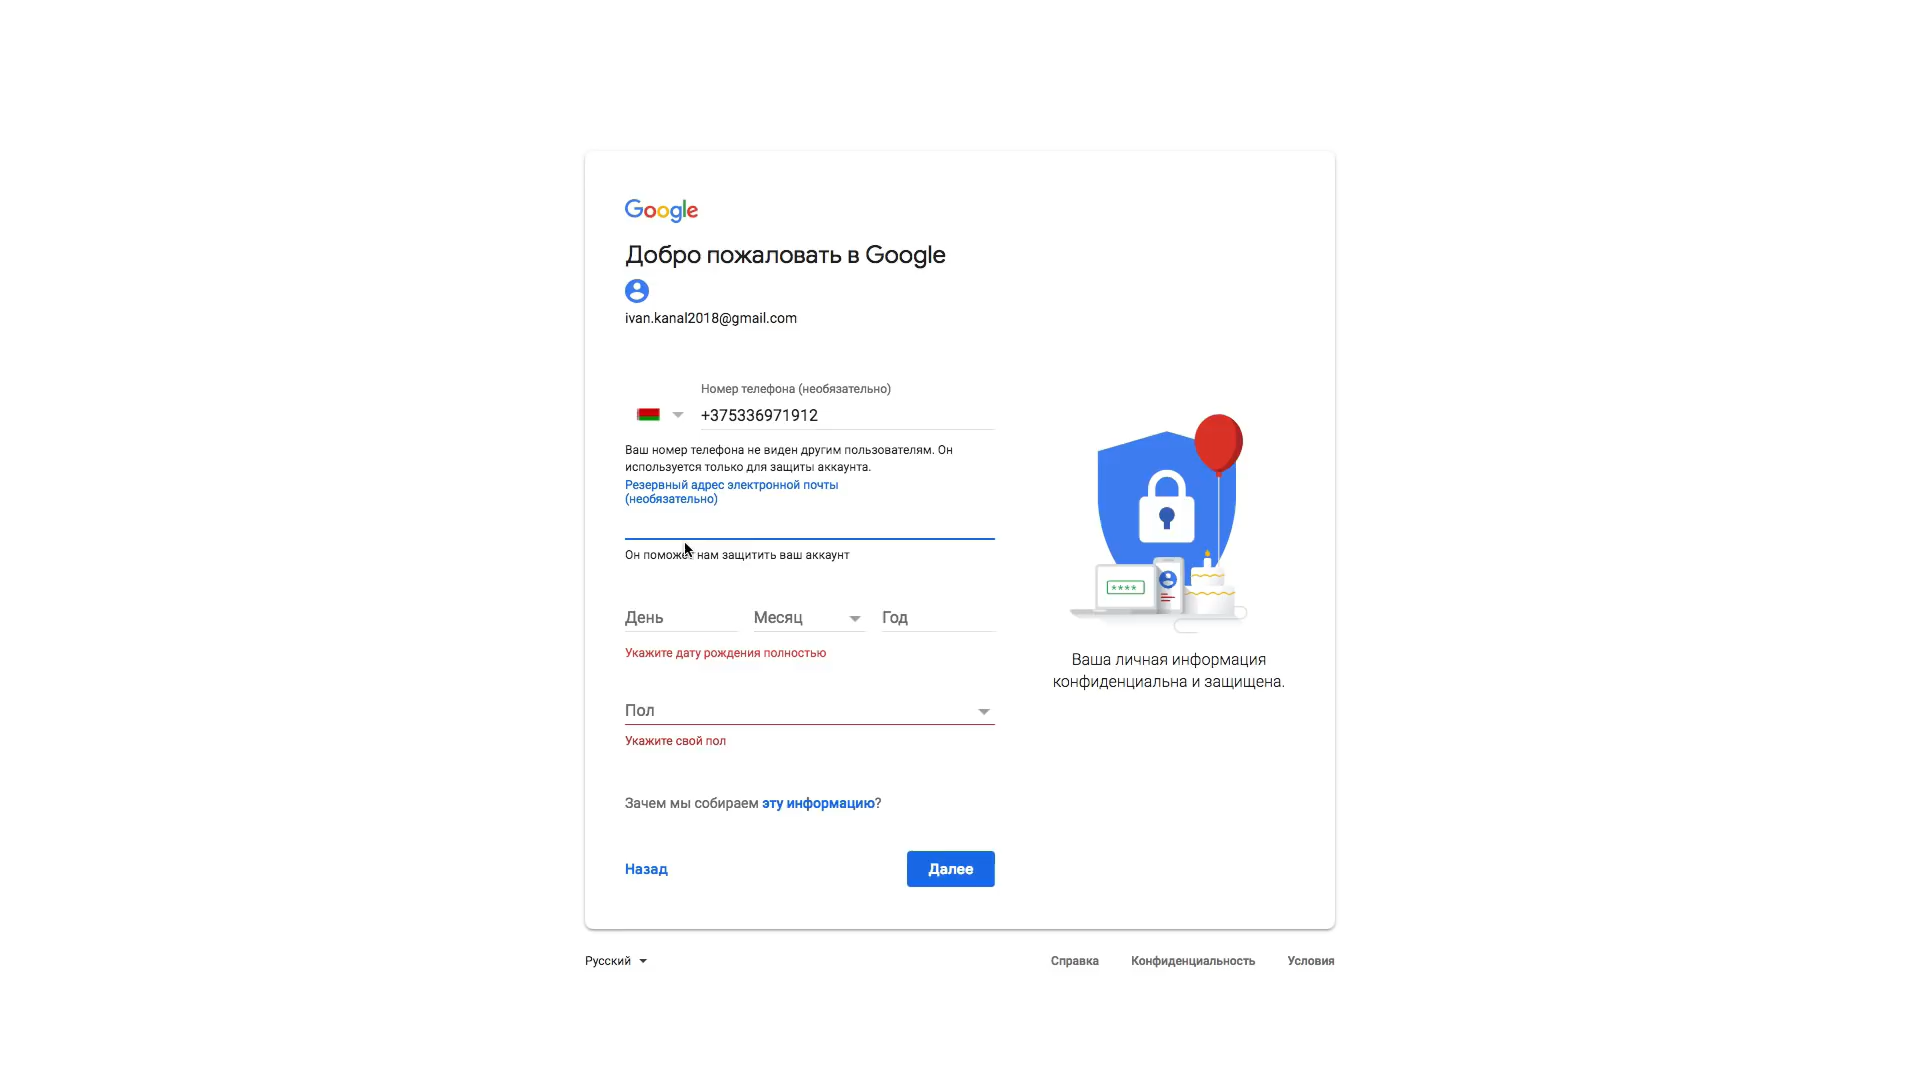 Google
Добро пожаловать в Google
ivan.kanal2018@gmail.com
Номер телефона (необязательно)
+375336971912
Ваш номер телефона не виден другим пользователям. Он
используется только для защиты аккаунта.
Резервный адрес электронной почты
(необязательно)
Он поможет нам защитить ваш аккаунт
День Месяц Год
Укажите дату рождения полностью
Пол
Укажите свой пол
Зачем мы собираем эту информацию?
Назад Далее
****
Ваша личная информация
конфиденциальна и защищена.
Русский Справка Конфиденциальность Условия